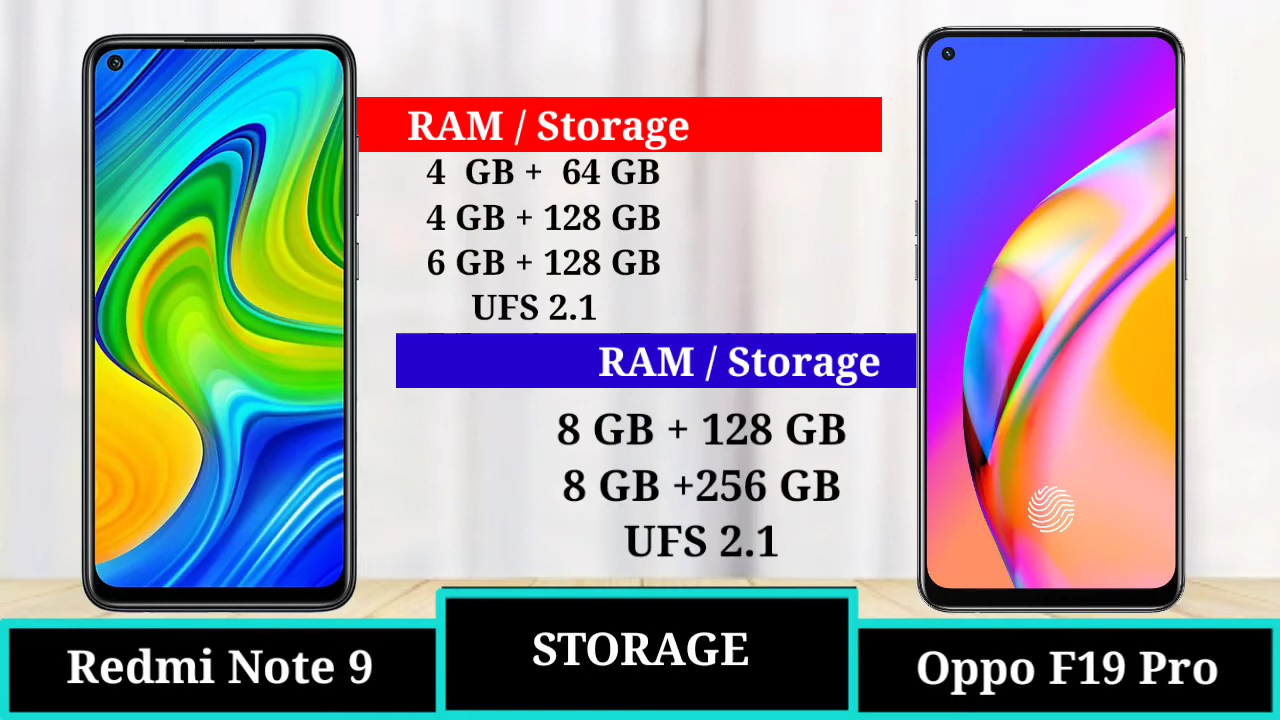 RAM / Storage
4 GB + 64 GB
4 GB + 128 GB
6 GB + 128 GB
UFS 2.1
RAM / Storage
8 GB + 128 GB
8 GB +256 GB
UFS 2.1
Redmi Note 9
STORAGE
Oppo F19 Pro